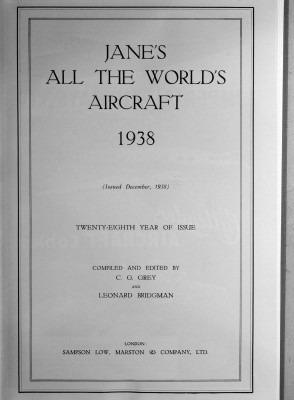 JANE'S
ALL THE WORLD'S
AIRCRAFT
1938
(Issued December, 1938)
TWENTY-EIGHTH YEAR OF ISSUE
COMPILED AND EDITED BY
C. G. GREY
AND
LEONARD BRIDGMAN
LONDON:
SAMPSON LOW, MARSTON & COMPANY, LTD.